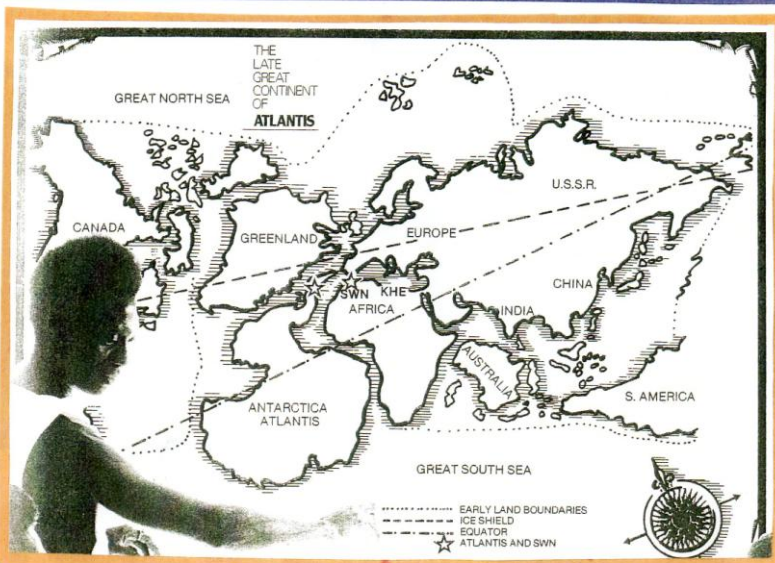 THE
LATE
GREAT
CONTINENT
OF
ATLANTIS
GREAT NORTH SEA
U.S.S.R.
CANADA
GREENLAND
EUROPE
SWN
KHE
AFRICA
CHINA
INDIA
AUSTRALIA
S. AMERICA
ANTARCTICA
ATLANTIS
GREAT SOUTH SEA
EARLY LAND BOUNDARIES
ICE SHIELD
EQUATOR
ATLANTIS AND SWN